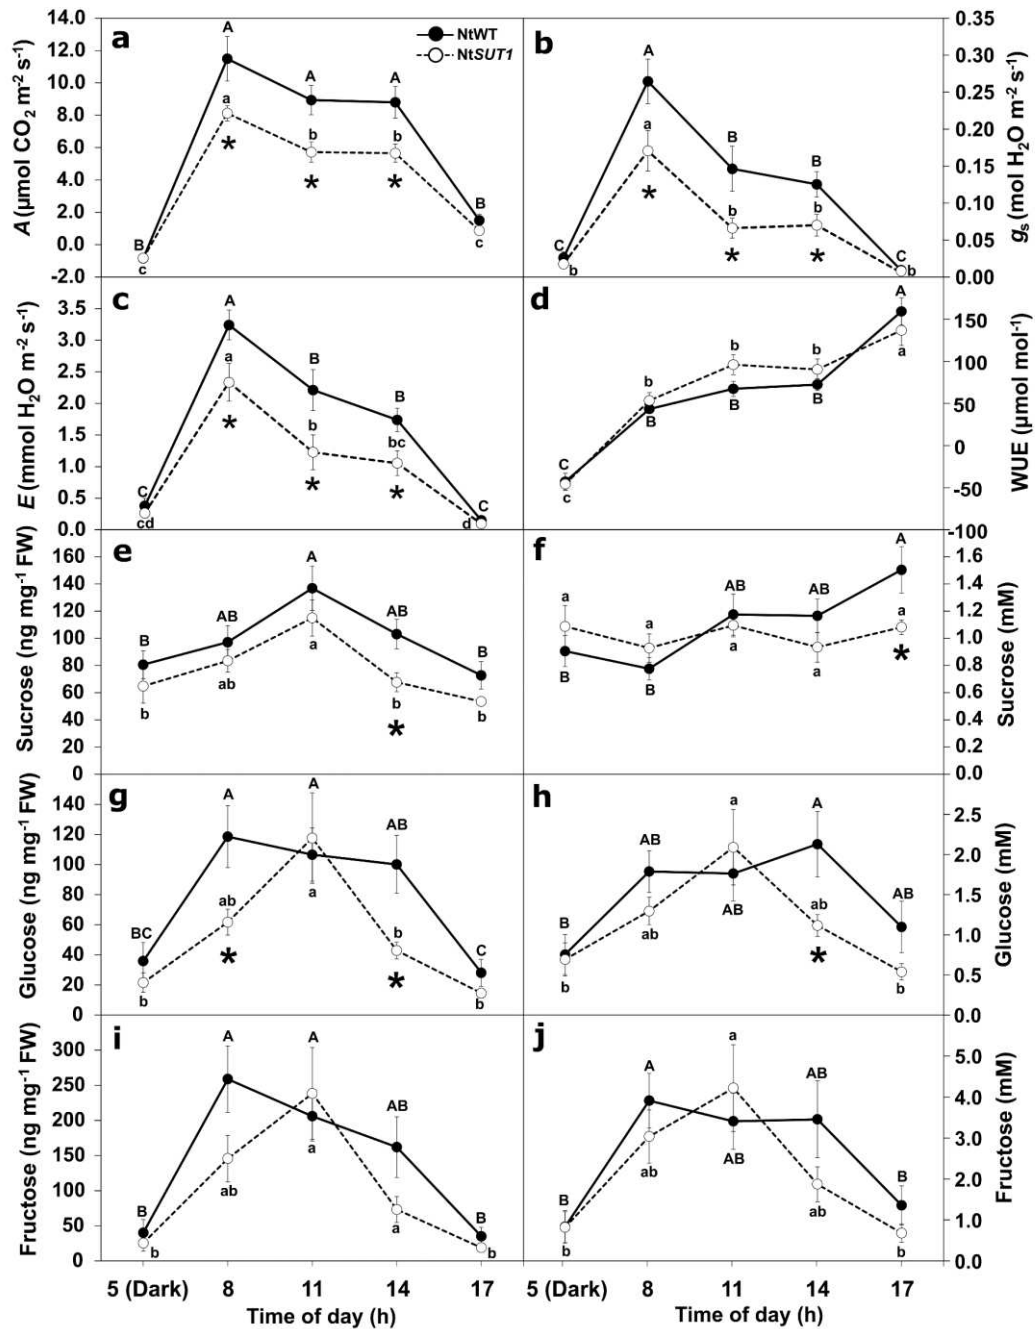 a
NtWT
NtSUT1
A (µmol CO2 m-2 s-1)
14.0
12.0
10.0
8.0
6.0
4.0
2.0
0.0
-2.0
B
A
A
A
B
c
a
b
b
c
*
*
*
b
gs (mol H2O m-2 s-1)
0.35
0.30
0.25
0.20
0.15
0.10
0.05
0.00
C
A
B
B
C
b
a
b
b
b
*
*
*
c
E (mmol H2O m-2 s-1)
3.5
3.0
2.5
2.0
1.5
1.0
0.5
0.0
C
A
B
B
C
cd
a
b
bc
d
*
*
*
d
WUE (µmol mol-1)
150
100
50
0
-50
-100
C
B
B
B
A
c
b
b
b
a
e
Sucrose (ng mg-1 FW)
160
140
120
100
80
60
40
20
0
B
AB
A
AB
B
b
ab
a
b
b
*
f
Sucrose (mM)
1.6
1.4
1.2
1.0
0.8
0.6
0.4
0.2
0.0
a
a
AB
AB
A
B
B
a
a
a
*
g
Glucose (ng mg-1 FW)
140
120
100
80
60
40
20
0
BC
A
A
AB
C
b
ab
a
b
b
*
*
h
Glucose (mM)
2.5
2.0
1.5
1.0
0.5
0.0
B
AB
a
A
AB
b
ab
AB
ab
b
*
i
Fructose (ng mg-1 FW)
300
250
200
150
100
50
0
B
A
A
AB
B
b
ab
a
a
b
j
Fructose (mM)
5.0
4.0
3.0
2.0
1.0
0.0
B
A
a
AB
B
b
ab
AB
ab
b
5 (Dark) 8 11 14 17
Time of day (h)
5 (Dark) 8 11 14 17
Time of day (h)